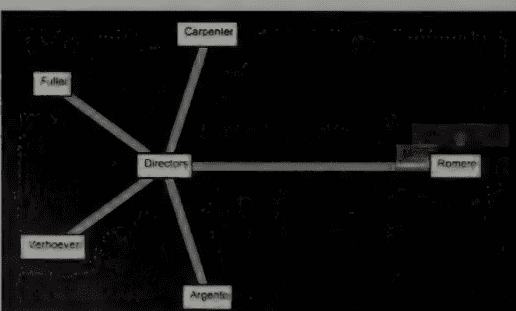 Carpenter
Fuller
Directors
Romero
Verhoeven
Argento